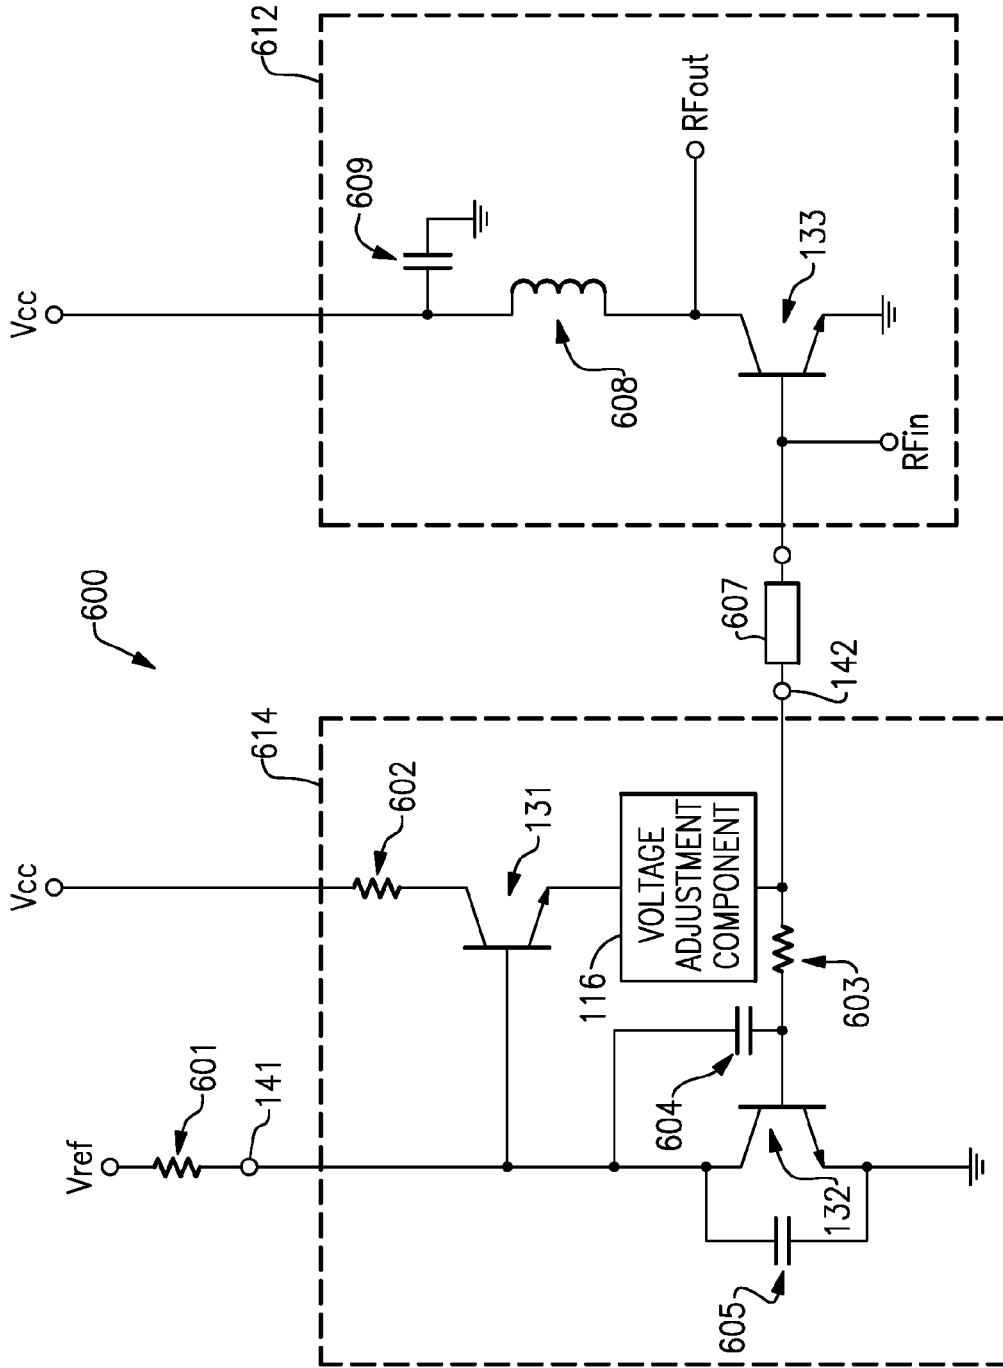 600
Vref
601
141
614
Vcc
602
131
116
VOLTAGE
ADJUSTMENT
COMPONENT
604
603
132
605
142
607
612
Vcc
609
608
RFout
133
RFin